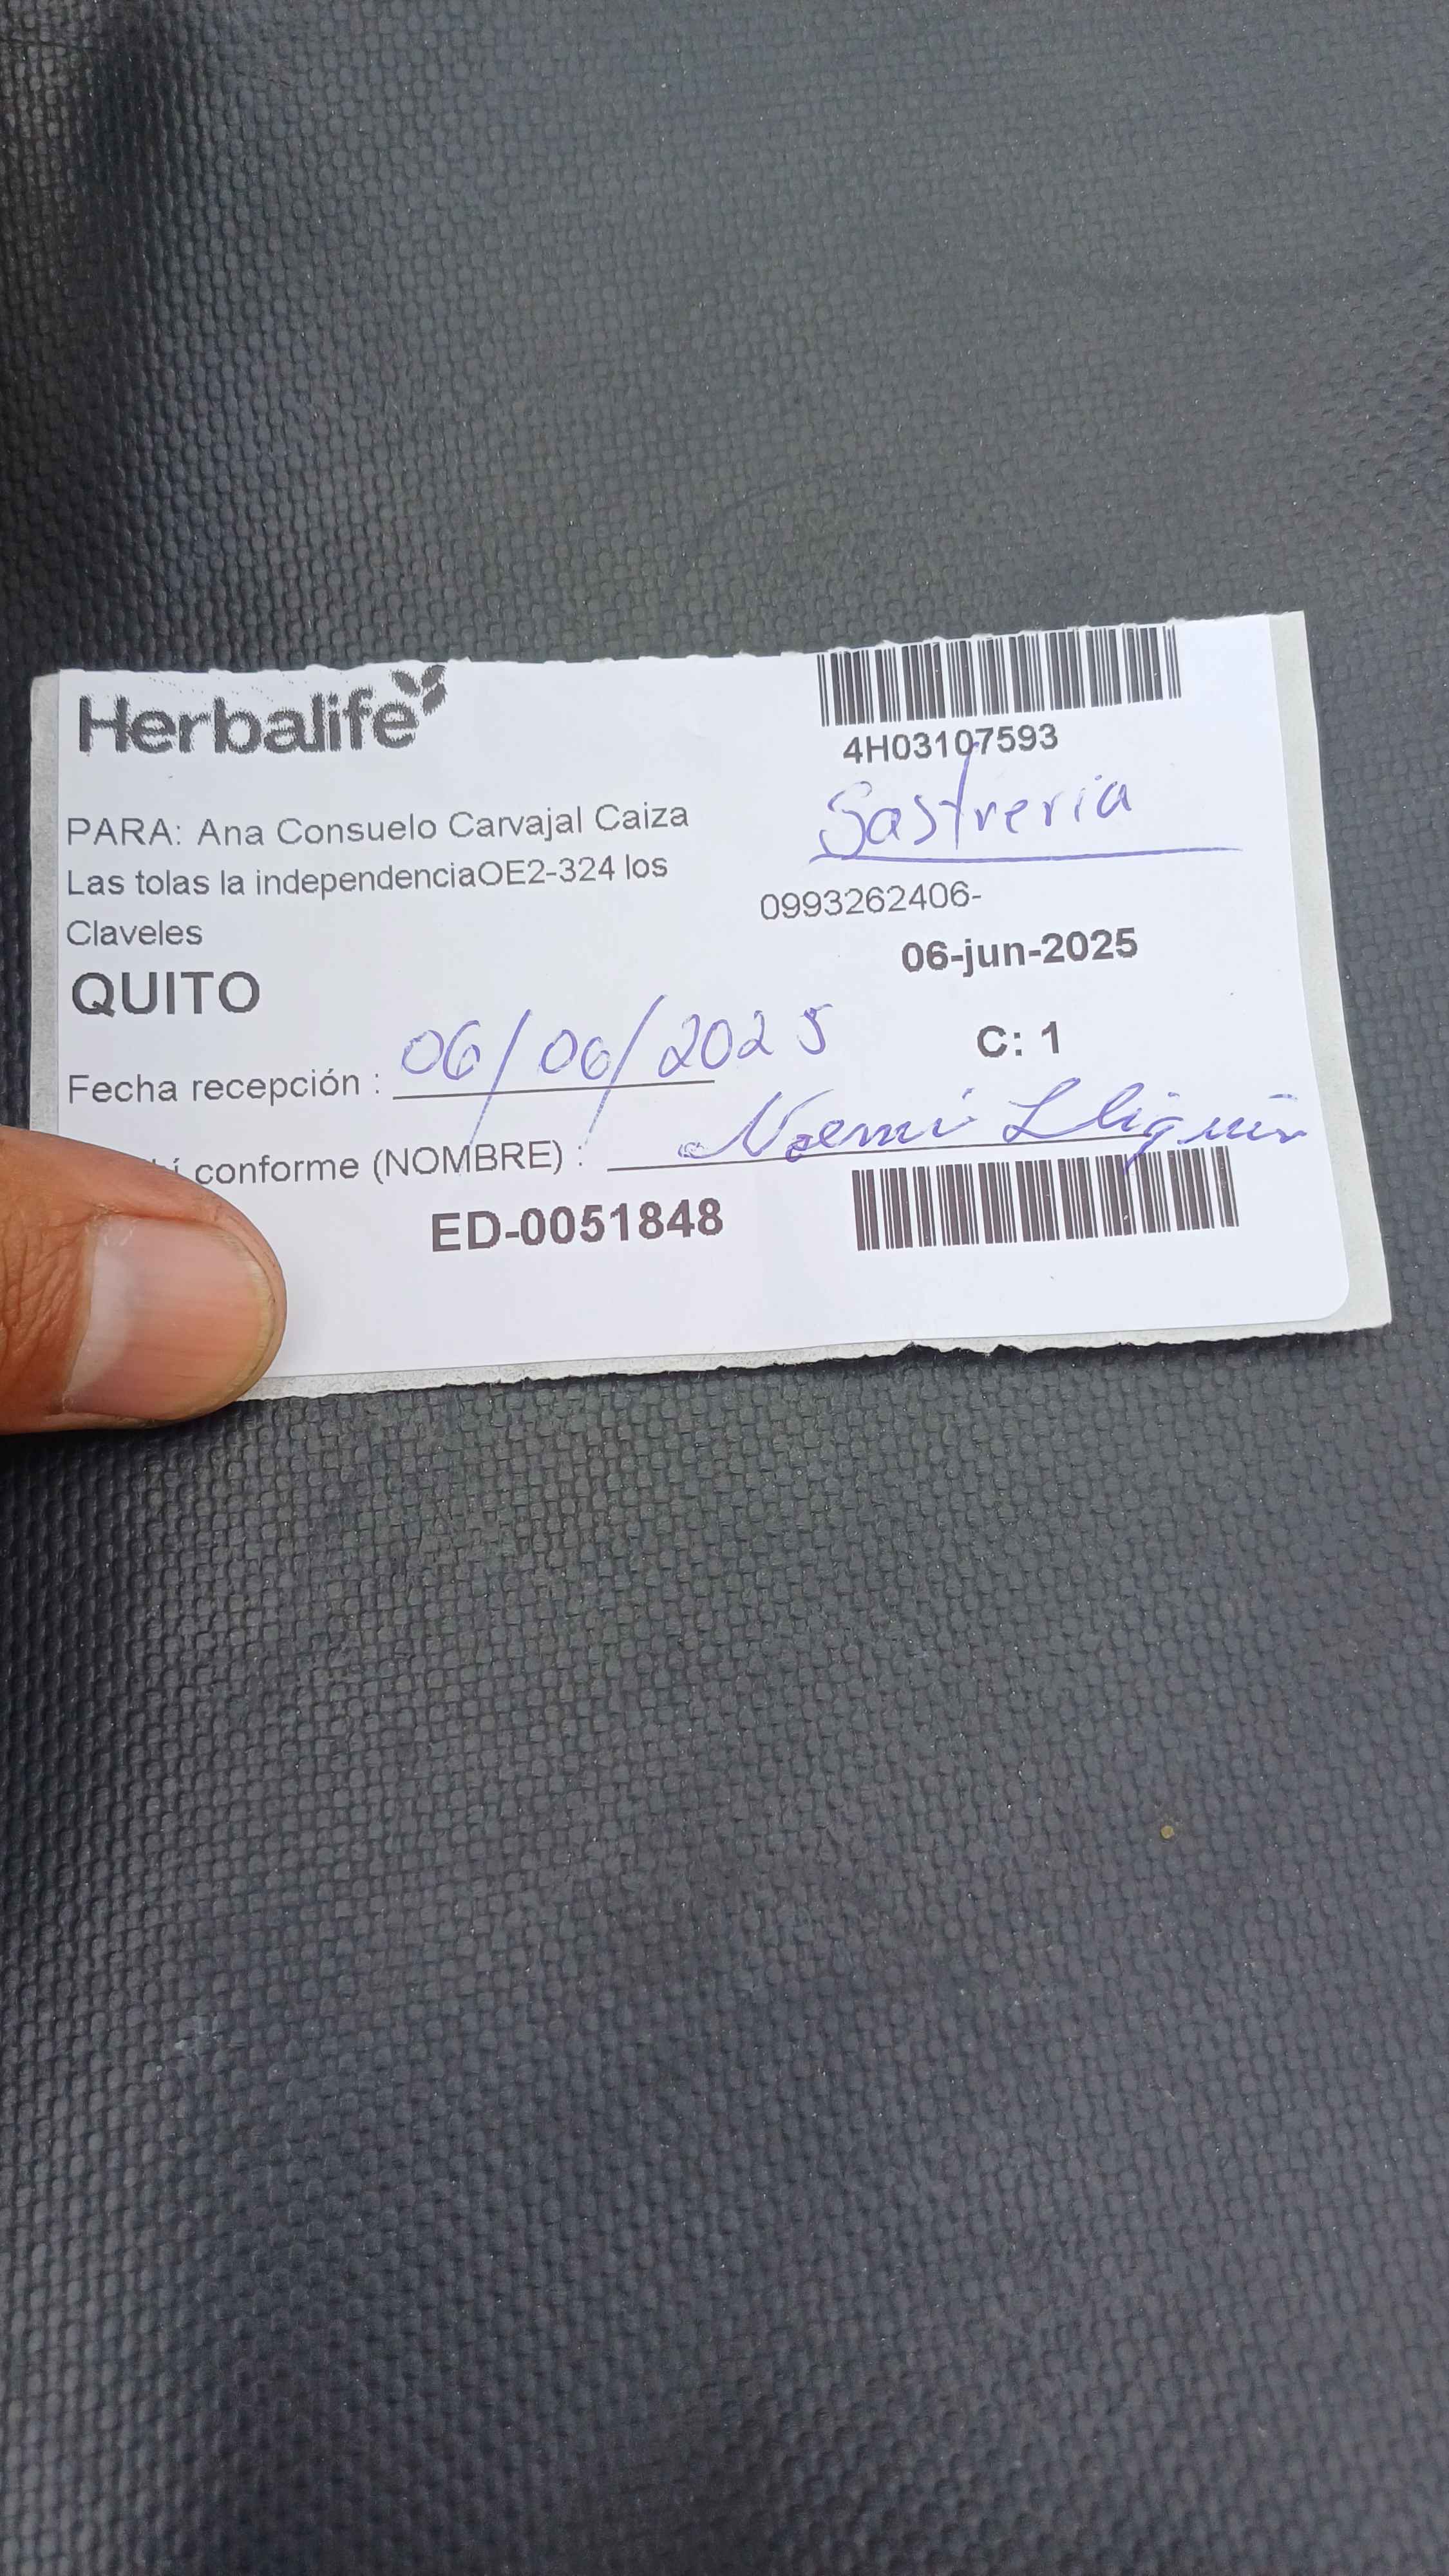 Herbalife
4H03107593
Sastreria
PARA: Ana Consuelo Carvajal Caiza
Las tolas la independenciaOE2-324 los
Claveles
0993262406-
06-jun-2025
QUITO
C: 1
Fecha recepción : 06/06/2025
conforme (NOMBRE) : Noemi
ED-0051848